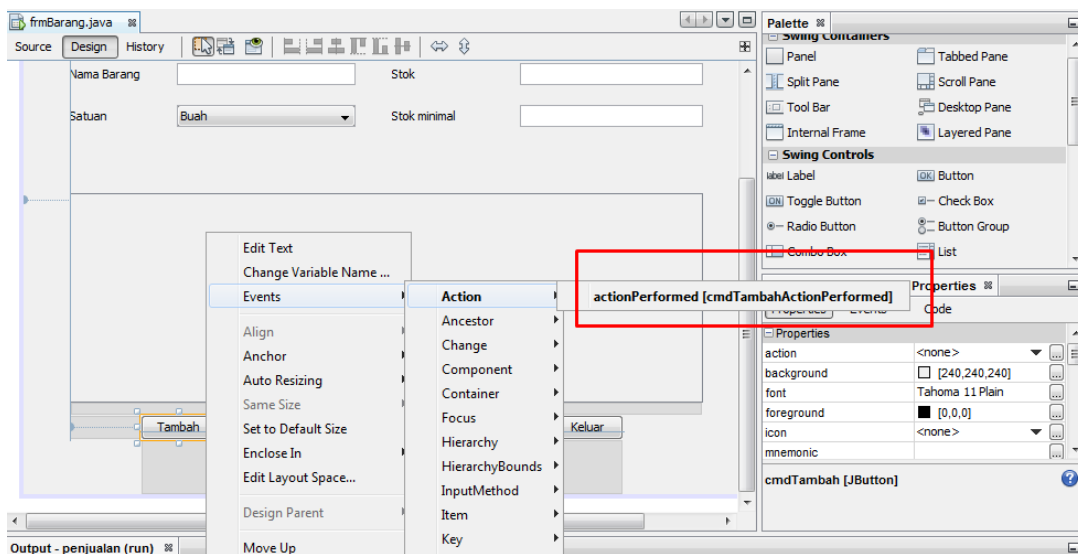 frmBarang.java
Source Design History
Nama Barang
Stok
Satuan
Buah
Stok minimal
Edit Text
Change Variable Name ...
Events
Align
Anchor
Auto Resizing
Same Size
Set to Default Size
Enclose In
Edit Layout Space...
Design Parent
Move Up
Action
Ancestor
Change
Component
Container
Focus
Hierarchy
HierarchyBounds
InputMethod
Item
Key
actionPerformed [cmdTambahActionPerformed]
Tambah
Keluar
Output - penjualan (run)
Palette
Swing Containers
Panel Tabbed Pane
Split Pane Scroll Pane
Tool Bar Desktop Pane
Internal Frame Layered Pane
Swing Controls
label Label OK Button
ON Toggle Button Check Box
Radio Button Button Group
Combo Box List
Properties
Properties Events Code
Properties
action <none> ...
background [240,240,240] ...
font Tahoma 11 Plain ...
foreground [0,0,0] ...
icon <none> ...
mnemonic ...
cmdTambah [JButton]
?